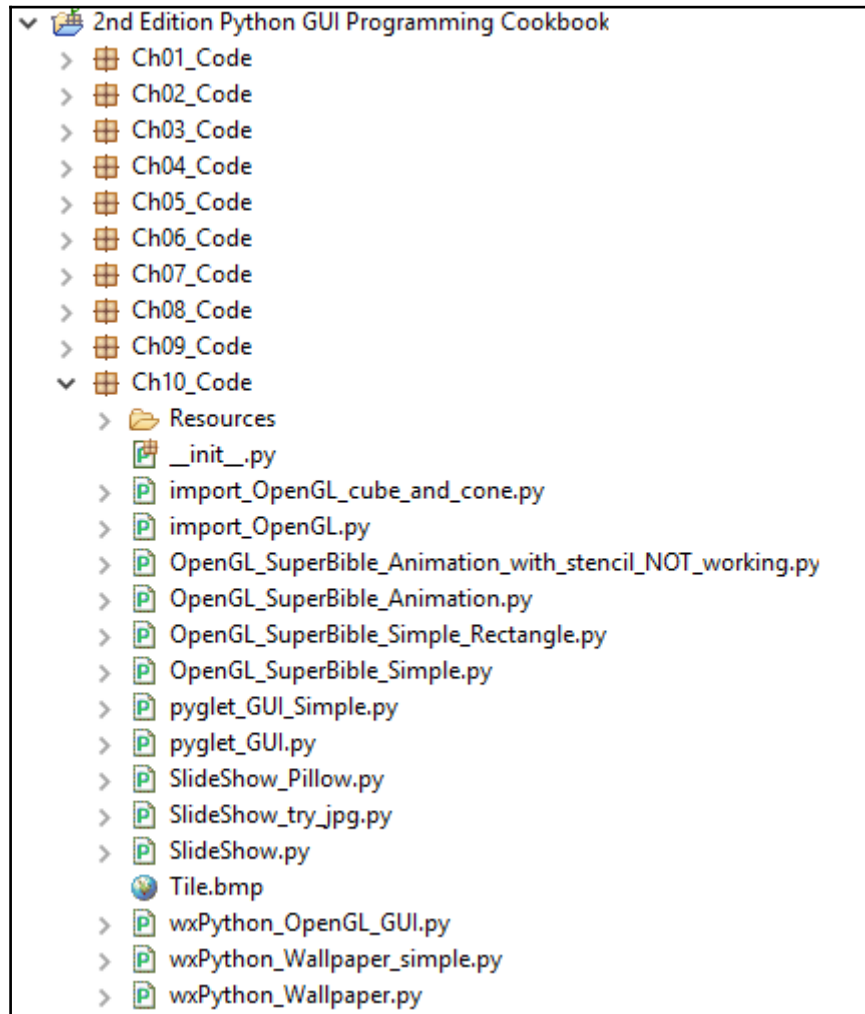 2nd Edition Python GUI Programming Cookbook
Ch01_Code
Ch02_Code
Ch03_Code
Ch04_Code
Ch05_Code
Ch06_Code
Ch07_Code
Ch08_Code
Ch09_Code
Ch10_Code
Resources
__init__.py
import_OpenGL_cube_and_cone.py
import_OpenGL.py
OpenGL_SuperBible_Animation_with_stencil_NOT_working.py
OpenGL_SuperBible_Animation.py
OpenGL_SuperBible_Simple_Rectangle.py
OpenGL_SuperBible_Simple.py
pyglet_GUI_Simple.py
pyglet_GUI.py
SlideShow_Pillow.py
SlideShow_try_jpg.py
SlideShow.py
Tile.bmp
wxPython_OpenGL_GUI.py
wxPython_Wallpaper_simple.py
wxPython_Wallpaper.py